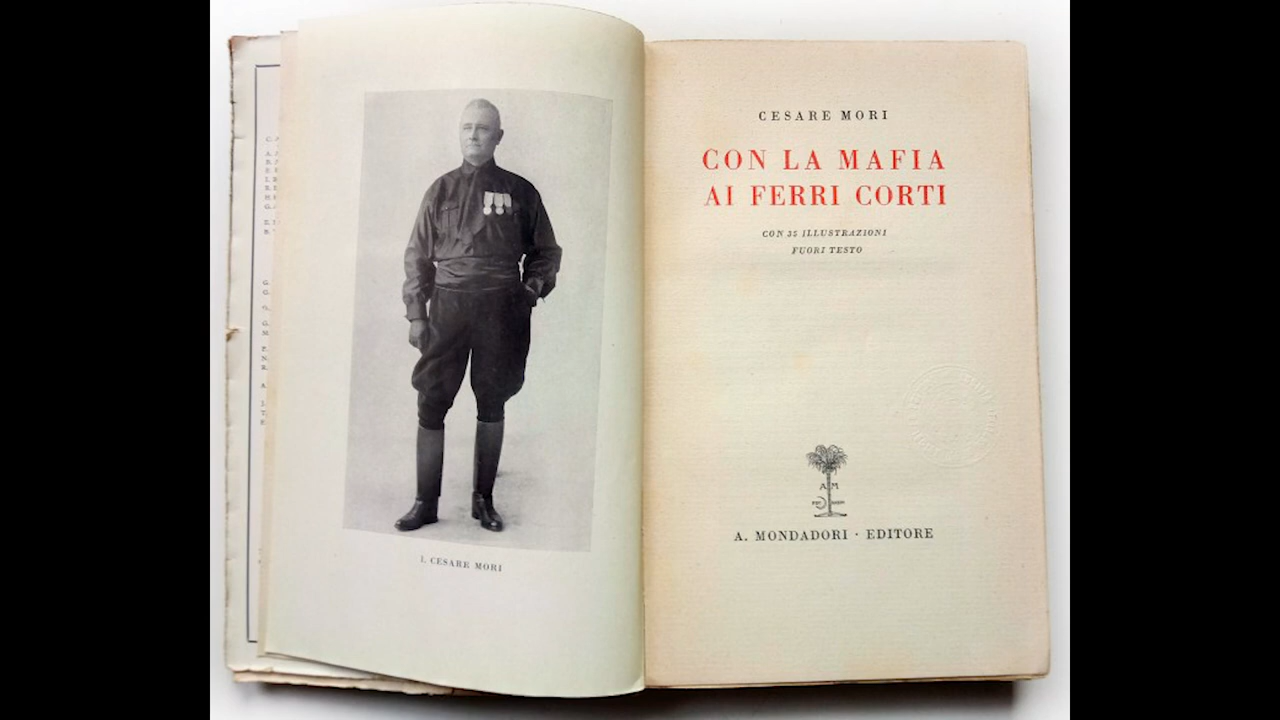 1. CESARE MORI
CESARE MORI
CON LA MAFIA
AI FERRI CORTI
CON 35 ILLUSTRAZIONI
FUORI TESTO
A M
A. MONDADORI · EDITORE